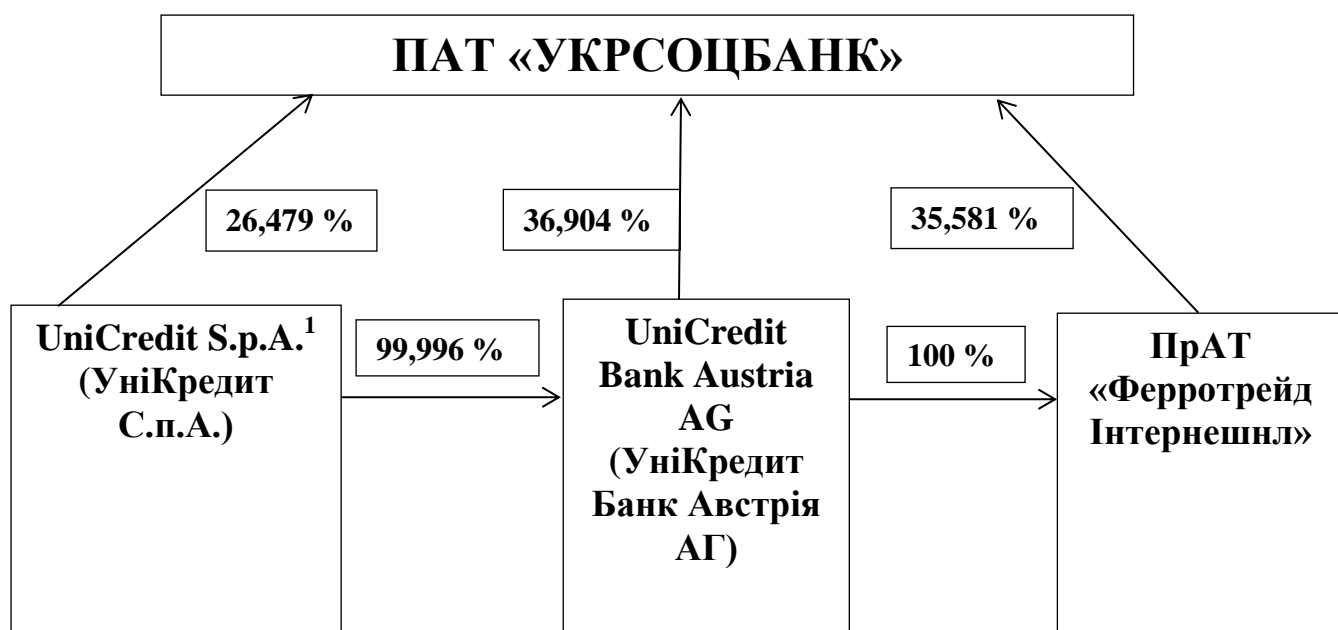 ПАТ «УКРСОЦБАНК»
26,479 %
36,904 %
35,581 %
UniCredit S.p.A.1
(УніКредит
С.п.А.)
99,996 %
UniCredit
Bank Austria
AG
(УніКредит
Банк Австрія
АГ)
100 %
ПрАТ
«Ферротрейд
Інтернешнл»